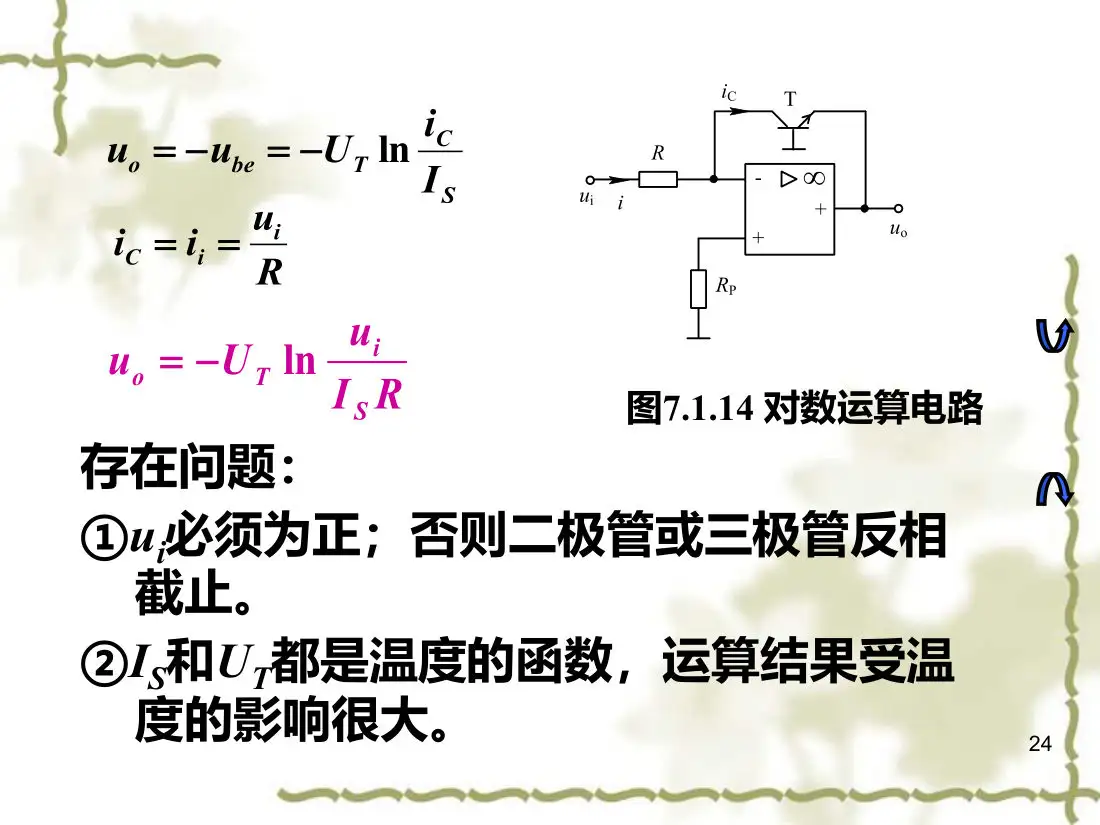 u_o = −u_be = −U_T ln i_C / I_S
i_C = i_i = u_i / R
u_o = −U_T ln u_i / I_S R
i_C
T
R
u_i
i
- ▷ ∞
+
u_o
+
R_P
图7.1.14 对数运算电路
存在问题：
①u_i必须为正；否则二极管或三极管反相
截止。
②I_S和U_T都是温度的函数，运算结果受温
度的影响很大。
24